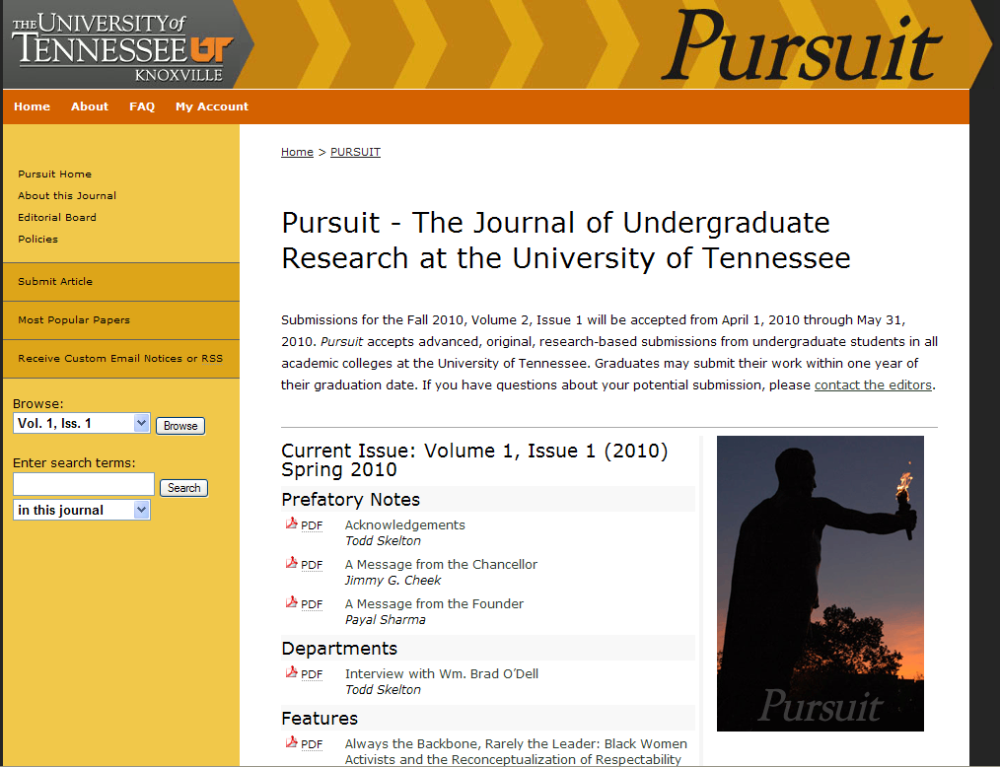 THE UNIVERSITY of
TENNESSEE UT
KNOXVILLE
Pursuit
Home About FAQ My Account
Pursuit Home
About this Journal
Editorial Board
Policies
Submit Article
Most Popular Papers
Receive Custom Email Notices or RSS
Browse:
Vol. 1, Iss. 1 Browse
Enter search terms:
Search
in this journal
Home > PURSUIT
Pursuit - The Journal of Undergraduate
Research at the University of Tennessee
Submissions for the Fall 2010, Volume 2, Issue 1 will be accepted from April 1, 2010 through May 31,
2010. Pursuit accepts advanced, original, research-based submissions from undergraduate students in all
academic colleges at the University of Tennessee. Graduates may submit their work within one year of
their graduation date. If you have questions about your potential submission, please contact the editors.
Current Issue: Volume 1, Issue 1 (2010)
Spring 2010
Prefatory Notes
PDF Acknowledgements
Todd Skelton
PDF A Message from the Chancellor
Jimmy G. Cheek
PDF A Message from the Founder
Payal Sharma
Departments
PDF Interview with Wm. Brad O’Dell
Todd Skelton
Features
PDF Always the Backbone, Rarely the Leader: Black Women
Activists and the Reconceptualization of Respectability
Pursuit